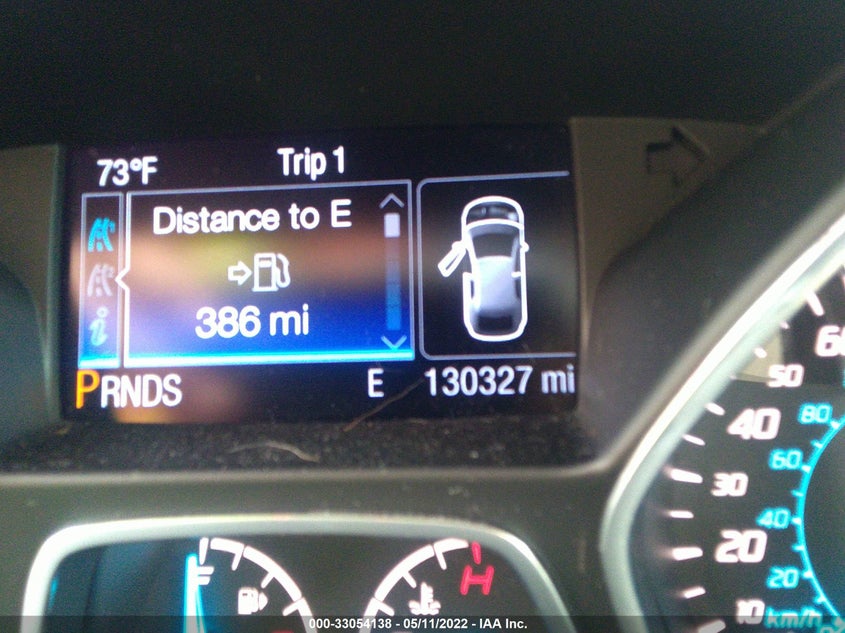 73°F Trip 1
Distance to E
386 mi
PRNDS E 130327 mi
60
50
40
80
60
30
40
20
20
10
km/h
F
H
000-33054138 - 05/11/2022 - IAA Inc.